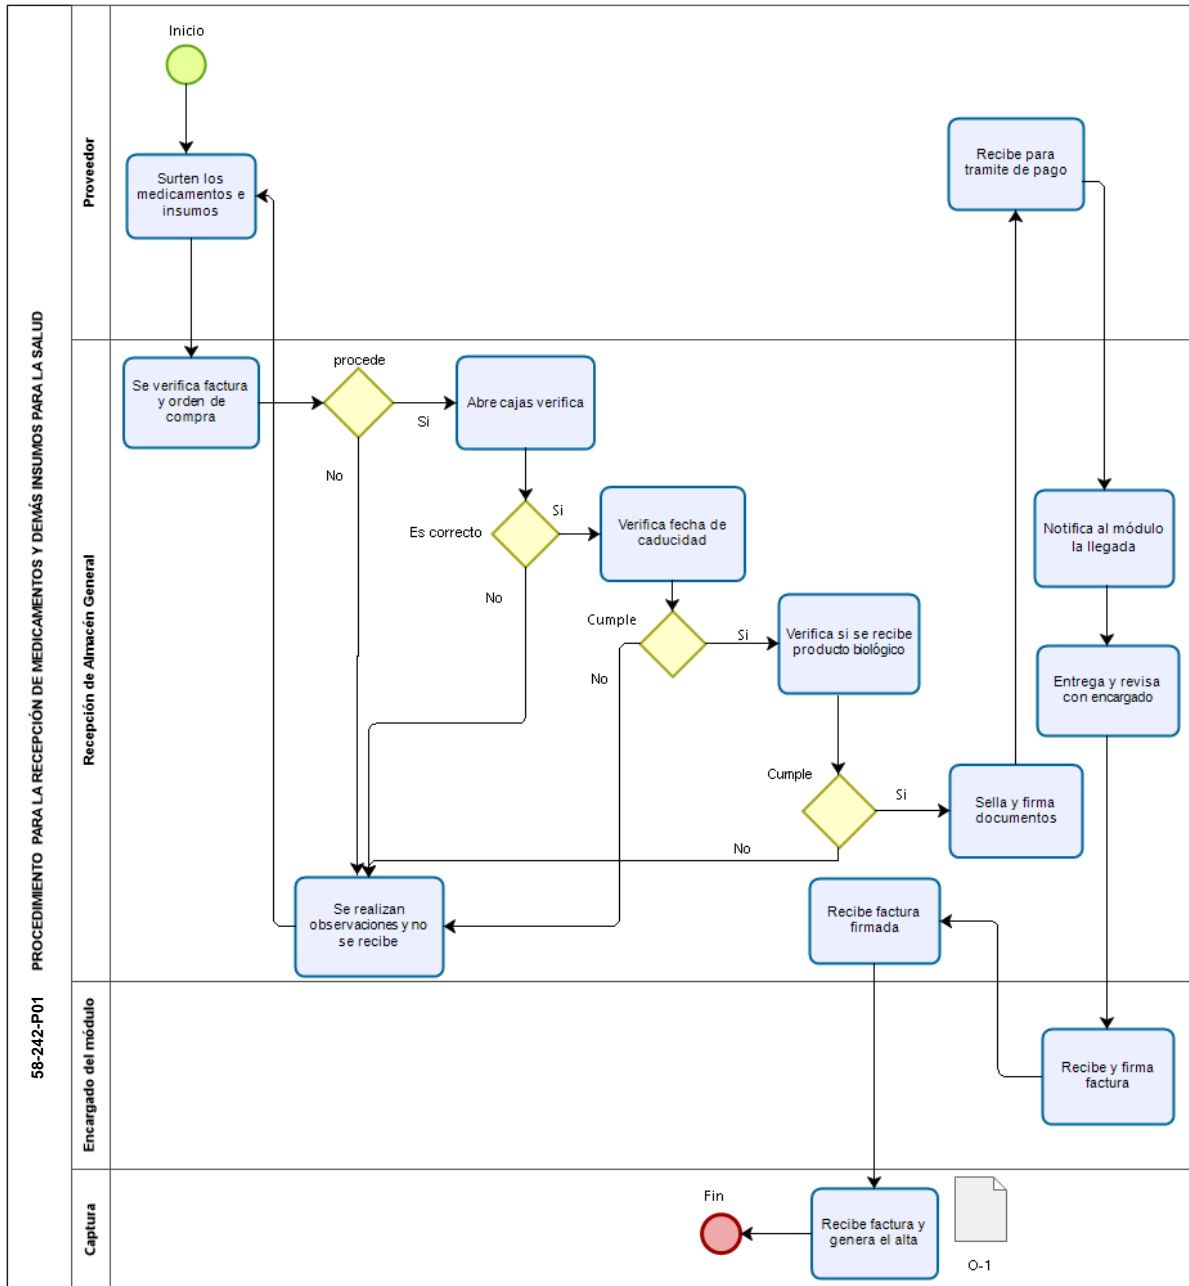 58-242-P01 PROCEDIMIENTO PARA LA RECEPCIÓN DE MEDICAMENTOS Y DEMÁS INSUMOS PARA LA SALUD
Proveedor
Inicio
Surten los
medicamentos e
insumos
Recibe para
tramite de pago
Recepción de Almacén General
Se verifica factura
y orden de
compra
procede
Si
No
Abre cajas verifica
Es correcto
Si
No
Verifica fecha de
caducidad
Cumple
Si
No
Verifica si se recibe
producto biológico
Cumple
Si
No
Sella y firma
documentos
Notifica al módulo
la llegada
Entrega y revisa
con encargado
Se realizan
observaciones y no
se recibe
Recibe factura
firmada
Encargado del módulo
Recibe y firma
factura
Captura
Fin
Recibe factura y
genera el alta
O-1